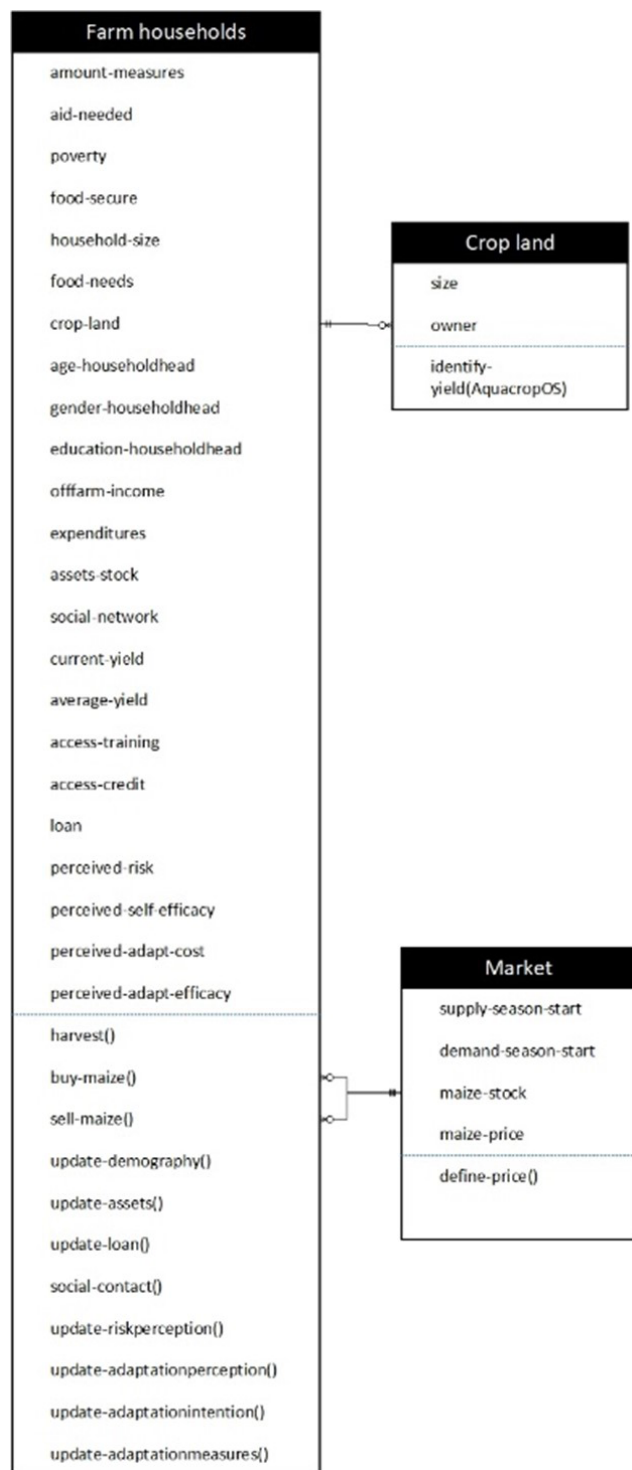 Farm households
amount-measures
aid-needed
poverty
food-secure
household-size
food-needs
crop-land
age-householdhead
gender-householdhead
education-householdhead
offfarm-income
expenditures
assets-stock
social-network
current-yield
average-yield
access-training
access-credit
loan
perceived-risk
perceived-self-efficacy
perceived-adapt-cost
perceived-adapt-efficacy
harvest()
buy-maize()
sell-maize()
update-demography()
update-assets()
update-loan()
social-contact()
update-riskperception()
update-adaptationperception()
update-adaptationintention()
update-adaptationmeasures()
Crop land
size
owner
identify-
yield(AquacropOS)
Market
supply-season-start
demand-season-start
maize-stock
maize-price
define-price()